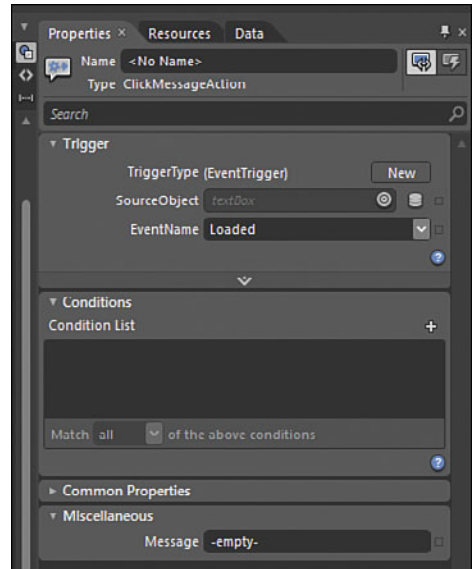 Properties × Resources Data
Name <No Name>
Type ClickMessageAction
Search
Trigger
TriggerType (EventTrigger) New
SourceObject textBox
EventName Loaded
Conditions
Condition List +
Match all of the above conditions
Common Properties
Miscellaneous
Message -empty-